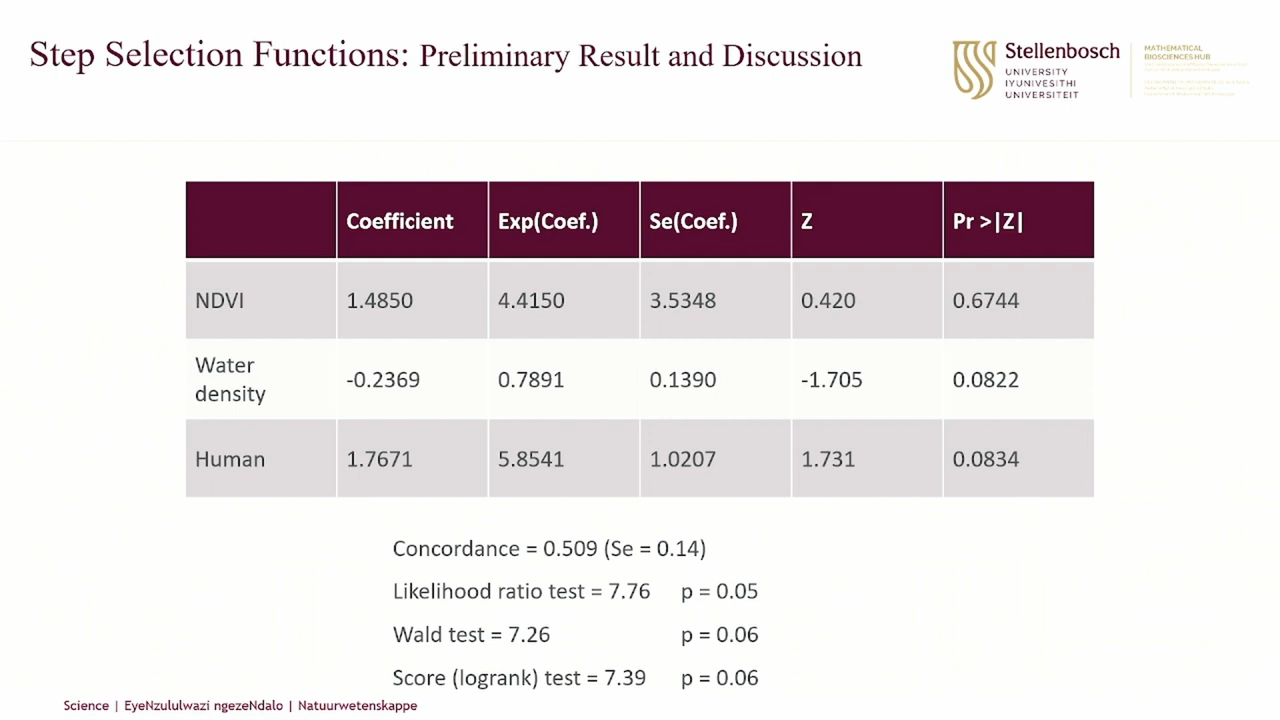 Step Selection Functions: Preliminary Result and Discussion
Stellenbosch
UNIVERSITY
IYUNIVESITHI
UNIVERSITEIT
MATHEMATICAL
BIOSCIENCES HUB
Coefficient Exp(Coef.) Se(Coef.) Z Pr >|Z|
NDVI 1.4850 4.4150 3.5348 0.420 0.6744
Water density -0.2369 0.7891 0.1390 -1.705 0.0822
Human 1.7671 5.8541 1.0207 1.731 0.0834
Concordance = 0.509 (Se = 0.14)
Likelihood ratio test = 7.76 p = 0.05
Wald test = 7.26 p = 0.06
Score (logrank) test = 7.39 p = 0.06
Science | EyeNzululwazi ngezeNdalo | Natuurwetenskappe